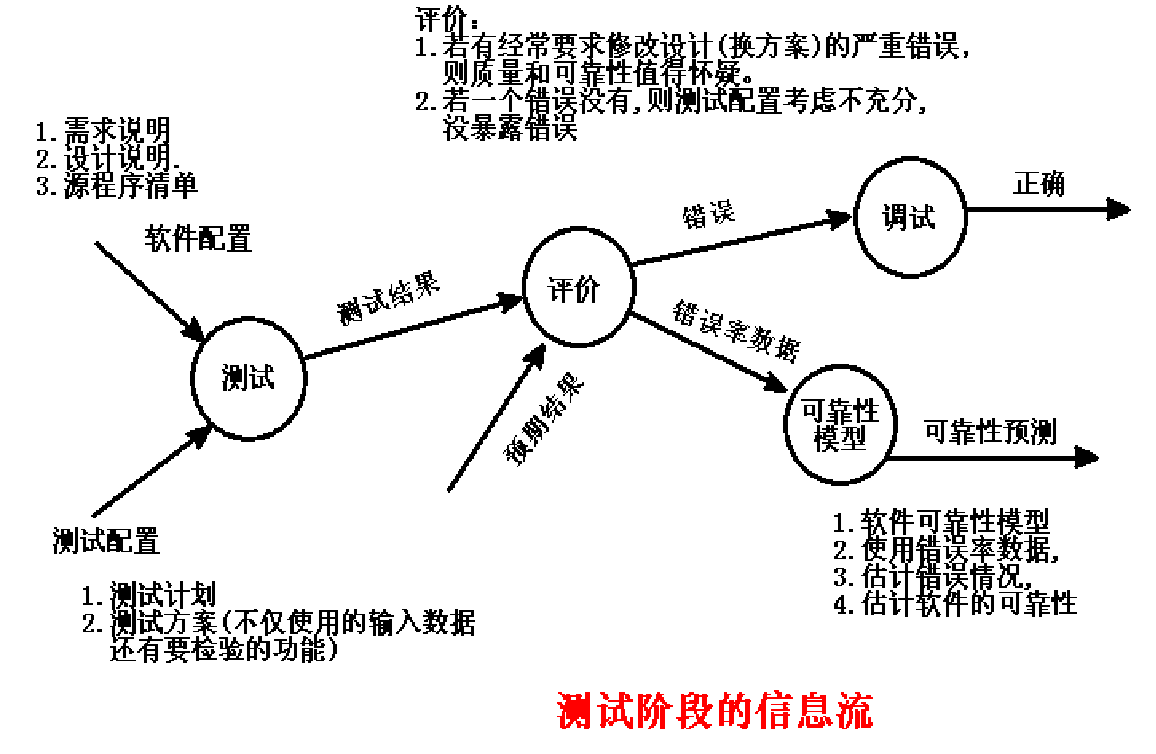 评价：
1.若有经常要求修改设计(换方案)的严重错误,
则质量和可靠性值得怀疑。
2.若一个错误没有,则测试配置考虑不充分,
没暴露错误
1.需求说明
2.设计说明.
3.源程序清单
软件配置
测试
测试配置
1.测试计划
2.测试方案(不仅使用的输入数据
还有要检验的功能)
测试结果
评价
预期结果
错误
调试
正确
错误率数据
可靠性
模型
可靠性预测
1.软件可靠性模型
2.使用错误率数据,
3.估计错误情况,
4.估计软件的可靠性
测试阶段的信息流